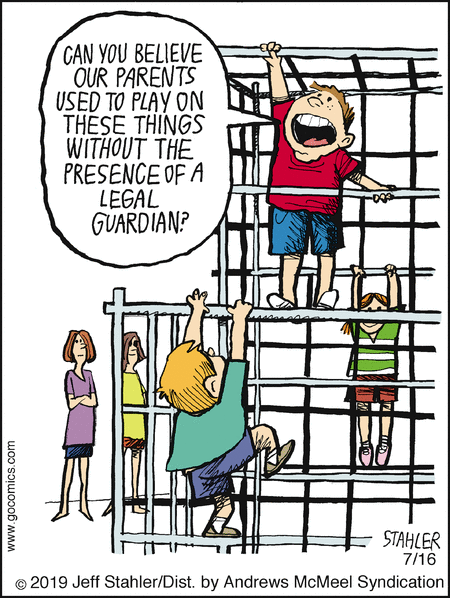 CAN YOU BELIEVE
OUR PARENTS
USED TO PLAY ON
THESE THINGS
WITHOUT THE
PRESENCE OF A
LEGAL
GUARDIAN?
www.gocomics.com
STAHLER
7/16
© 2019 Jeff Stahler/Dist. by Andrews McMeel Syndication